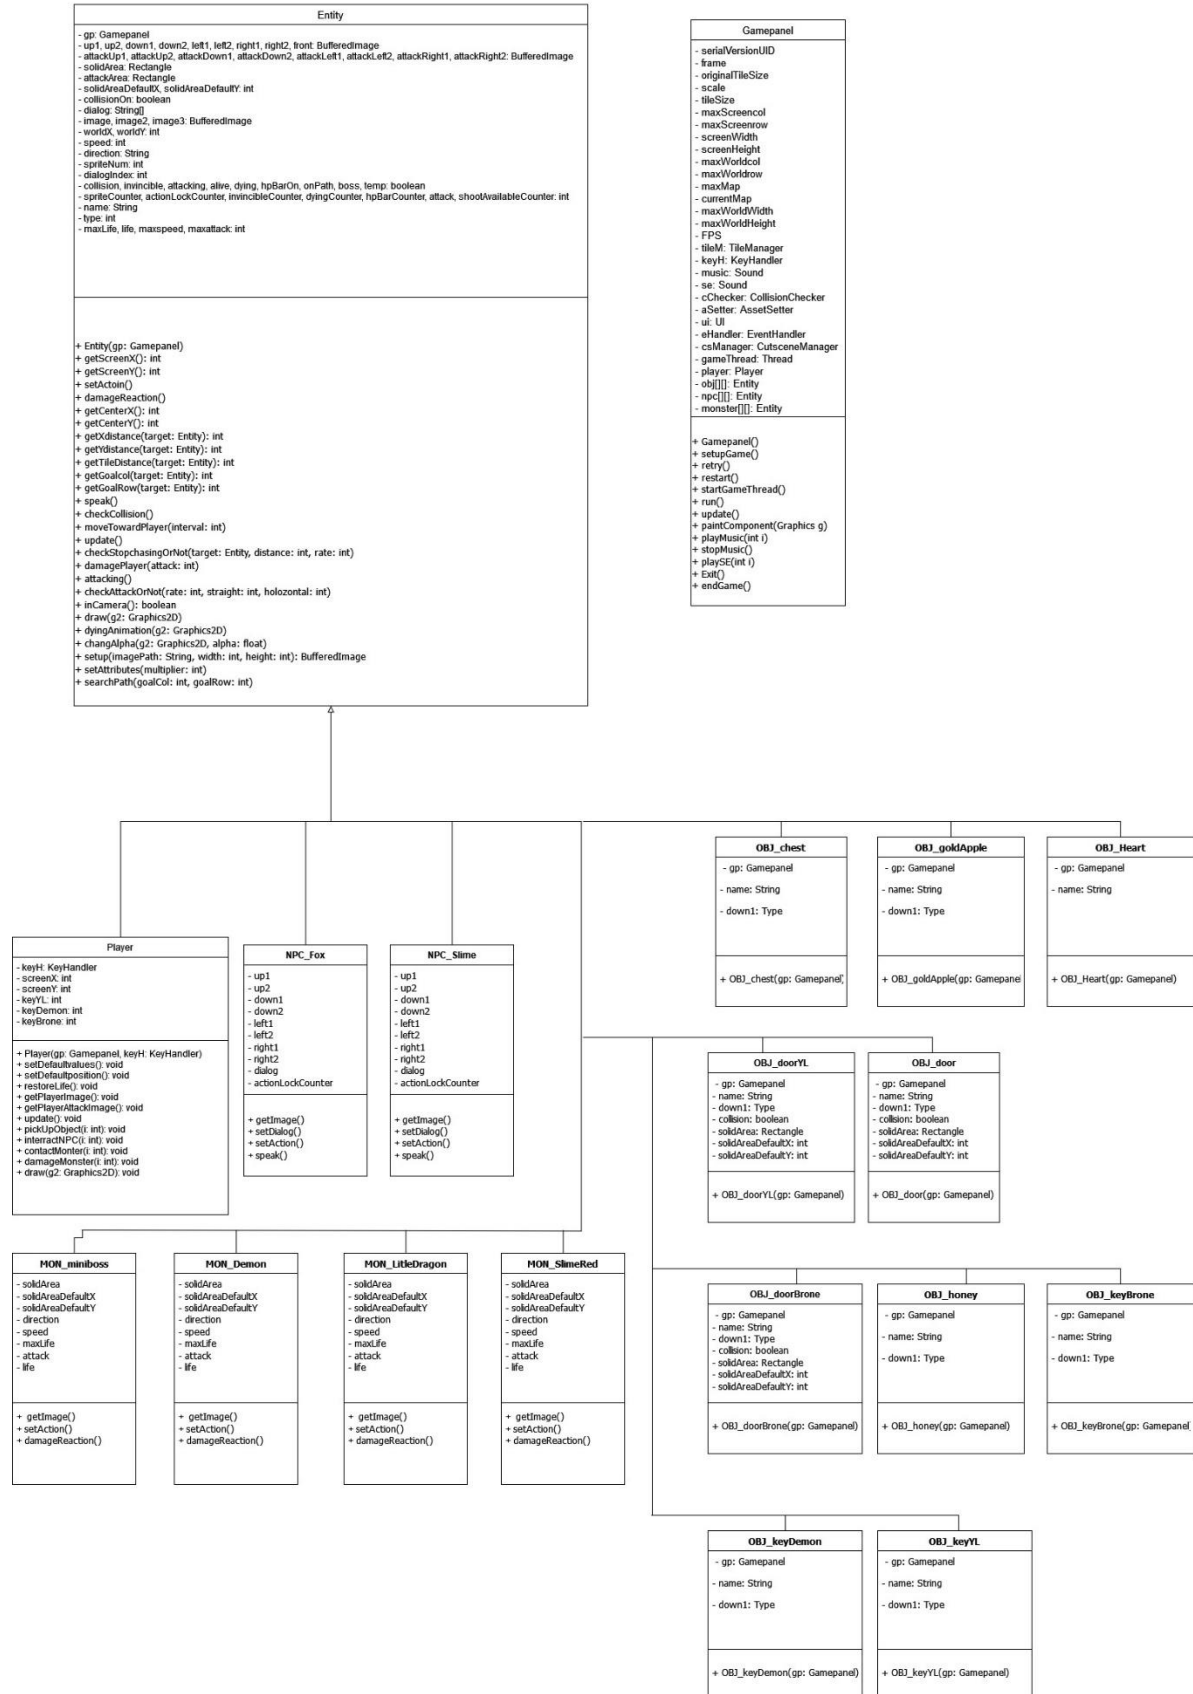 Entity
- gp: Gamepanel
- up1, up2, down1, down2, left1, left2, right1, right2, front: BufferedImage
- attackUp1, attackUp2, attackDown1, attackDown2, attackLeft1, attackLeft2, attackRight1, attackRight2: BufferedImage
- solidArea: Rectangle
- attackArea: Rectangle
- solidAreaDefaultX, solidAreaDefaultY: int
- collisionOn: boolean
- dialog: String[]
- image, image2, image3: BufferedImage
- worldX, worldY: int
- speed: int
- direction: String
- spriteNum: int
- dialogIndex: int
- collision, invincible, attacking, alive, dying, hpBarOn, onPath, boss, temp: boolean
- spriteCounter, actionLockCounter, invincibleCounter, dyingCounter, hpBarCounter, attack, shootAvailableCounter: int
- name: String
- type: int
- maxLife, life, maxspeed, maxattack: int
+ Entity(gp: Gamepanel)
+ getScreenX(): int
+ getScreenY(): int
+ setActoin()
+ damageReaction()
+ getCenterX(): int
+ getCenterY(): int
+ getXdistance(target: Entity): int
+ getYdistance(target: Entity): int
+ getTileDistance(target: Entity): int
+ getGoalcol(target: Entity): int
+ getGoalRow(target: Entity): int
+ speak()
+ checkCollision()
+ moveTowardPlayer(interval: int)
+ update()
+ checkStopchasingOrNot(target: Entity, distance: int, rate: int)
+ damagePlayer(attack: int)
+ attacking()
+ checkAttackOrNot(rate: int, straight: int, holozontal: int)
+ inCamera(): boolean
+ draw(g2: Graphics2D)
+ dyingAnimation(g2: Graphics2D)
+ changAlpha(g2: Graphics2D, alpha: float)
+ setup(imagePath: String, width: int, height: int): BufferedImage
+ setAttributes(multiplier: int)
+ searchPath(goalCol: int, goalRow: int)
Gamepanel
- serialVersionUID
- frame
- originalTileSize
- scale
- tileSize
- maxScreencol
- maxScreenrow
- screenWidth
- screenHeight
- maxWorldcol
- maxWorldrow
- maxMap
- currentMap
- maxWorldWidth
- maxWorldHeight
- FPS
- tileM: TileManager
- keyH: KeyHandler
- music: Sound
- se: Sound
- cChecker: CollisionChecker
- aSetter: AssetSetter
- ui: UI
- eHandler: EventHandler
- csManager: CutsceneManager
- gameThread: Thread
- player: Player
- obj[][]: Entity
- npc[][]: Entity
- monster[][]: Entity
+ Gamepanel()
+ setupGame()
+ retry()
+ restart()
+ startGameThread()
+ run()
+ update()
+ paintComponent(Graphics g)
+ playMusic(int i)
+ stopMusic()
+ playSE(int i)
+ Exit()
+ endGame()
OBJ_chest
- gp: Gamepanel
- name: String
- down1: Type
+ OBJ_chest(gp: Gamepanel)
OBJ_goldApple
- gp: Gamepanel
- name: String
- down1: Type
+ OBJ_goldApple(gp: Gamepanel
OBJ_Heart
- gp: Gamepanel
- name: String
+ OBJ_Heart(gp: Gamepanel)
Player
- keyH: KeyHandler
- screenX: int
- screenY: int
- keyYL: int
- keyDemon: int
- keyBrone: int
+ Player(gp: Gamepanel, keyH: KeyHandler)
+ setDefaultvalues(): void
+ setDefaultposition(): void
+ restoreLife(): void
+ getPlayerImage(): void
+ getPlayerAttackImage(): void
+ update(): void
+ pickUpObject(i: int): void
+ interractNPC(i: int): void
+ contactMonter(i: int): void
+ damageMonster(i: int): void
+ draw(g2: Graphics2D): void
NPC_Fox
- up1
- up2
- down1
- down2
- left1
- left2
- right1
- right2
- dialog
- actionLockCounter
+ getImage()
+ setDialog()
+ setAction()
+ speak()
NPC_Slime
- up1
- up2
- down1
- down2
- left1
- left2
- right1
- right2
- dialog
- actionLockCounter
+ getImage()
+ setDialog()
+ setAction()
+ speak()
OBJ_doorYL
- gp: Gamepanel
- name: String
- down1: Type
- collision: boolean
- solidArea: Rectangle
- solidAreaDefaultX: int
- solidAreaDefaultY: int
+ OBJ_doorYL(gp: Gamepanel)
OBJ_door
- gp: Gamepanel
- name: String
- down1: Type
- collision: boolean
- solidArea: Rectangle
- solidAreaDefaultX: int
- solidAreaDefaultY: int
+ OBJ_door(gp: Gamepanel)
MON_miniboss
- solidArea
- solidAreaDefaultX
- solidAreaDefaultY
- direction
- speed
- maxLife
- attack
- life
+ getImage()
+ setAction()
+ damageReaction()
MON_Demon
- solidArea
- solidAreaDefaultX
- solidAreaDefaultY
- direction
- speed
- maxLife
- attack
- life
+ getImage()
+ setAction()
+ damageReaction()
MON_LitleDragon
- solidArea
- solidAreaDefaultX
- solidAreaDefaultY
- direction
- speed
- maxLife
- attack
- life
+ getImage()
+ setAction()
+ damageReaction()
MON_SlimeRed
- solidArea
- solidAreaDefaultX
- solidAreaDefaultY
- direction
- speed
- maxLife
- attack
- life
+ getImage()
+ setAction()
+ damageReaction()
OBJ_doorBrone
- gp: Gamepanel
- name: String
- down1: Type
- collision: boolean
- solidArea: Rectangle
- solidAreaDefaultX: int
- solidAreaDefaultY: int
+ OBJ_doorBrone(gp: Gamepanel)
OBJ_honey
- gp: Gamepanel
- name: String
- down1: Type
+ OBJ_honey(gp: Gamepanel)
OBJ_keyBrone
- gp: Gamepanel
- name: String
- down1: Type
+ OBJ_keyBrone(gp: Gamepanel
OBJ_keyDemon
- gp: Gamepanel
- name: String
- down1: Type
+ OBJ_keyDemon(gp: Gamepanel)
OBJ_keyYL
- gp: Gamepanel
- name: String
- down1: Type
+ OBJ_keyYL(gp: Gamepanel)